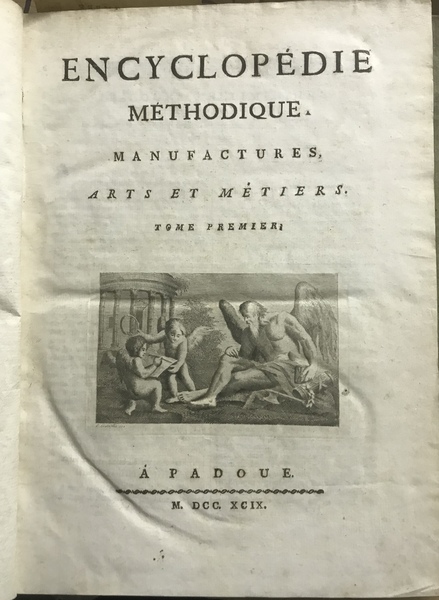 ENCYCLOPÉDIE
MÉTHODIQUE.
MANUFACTURES,
ARTS ET MÉTIERS.
TOME PREMIER;
Á PADOUE.
M. DCC. XCIX.